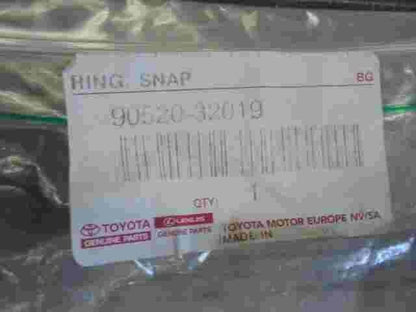 RING, SNAP BG
90520-32019
QTY: 1
TOYOTA LEXUS TOYOTA MOTOR EUROPE NV/SA
GENUINE PARTS GENUINE PARTS MADE IN